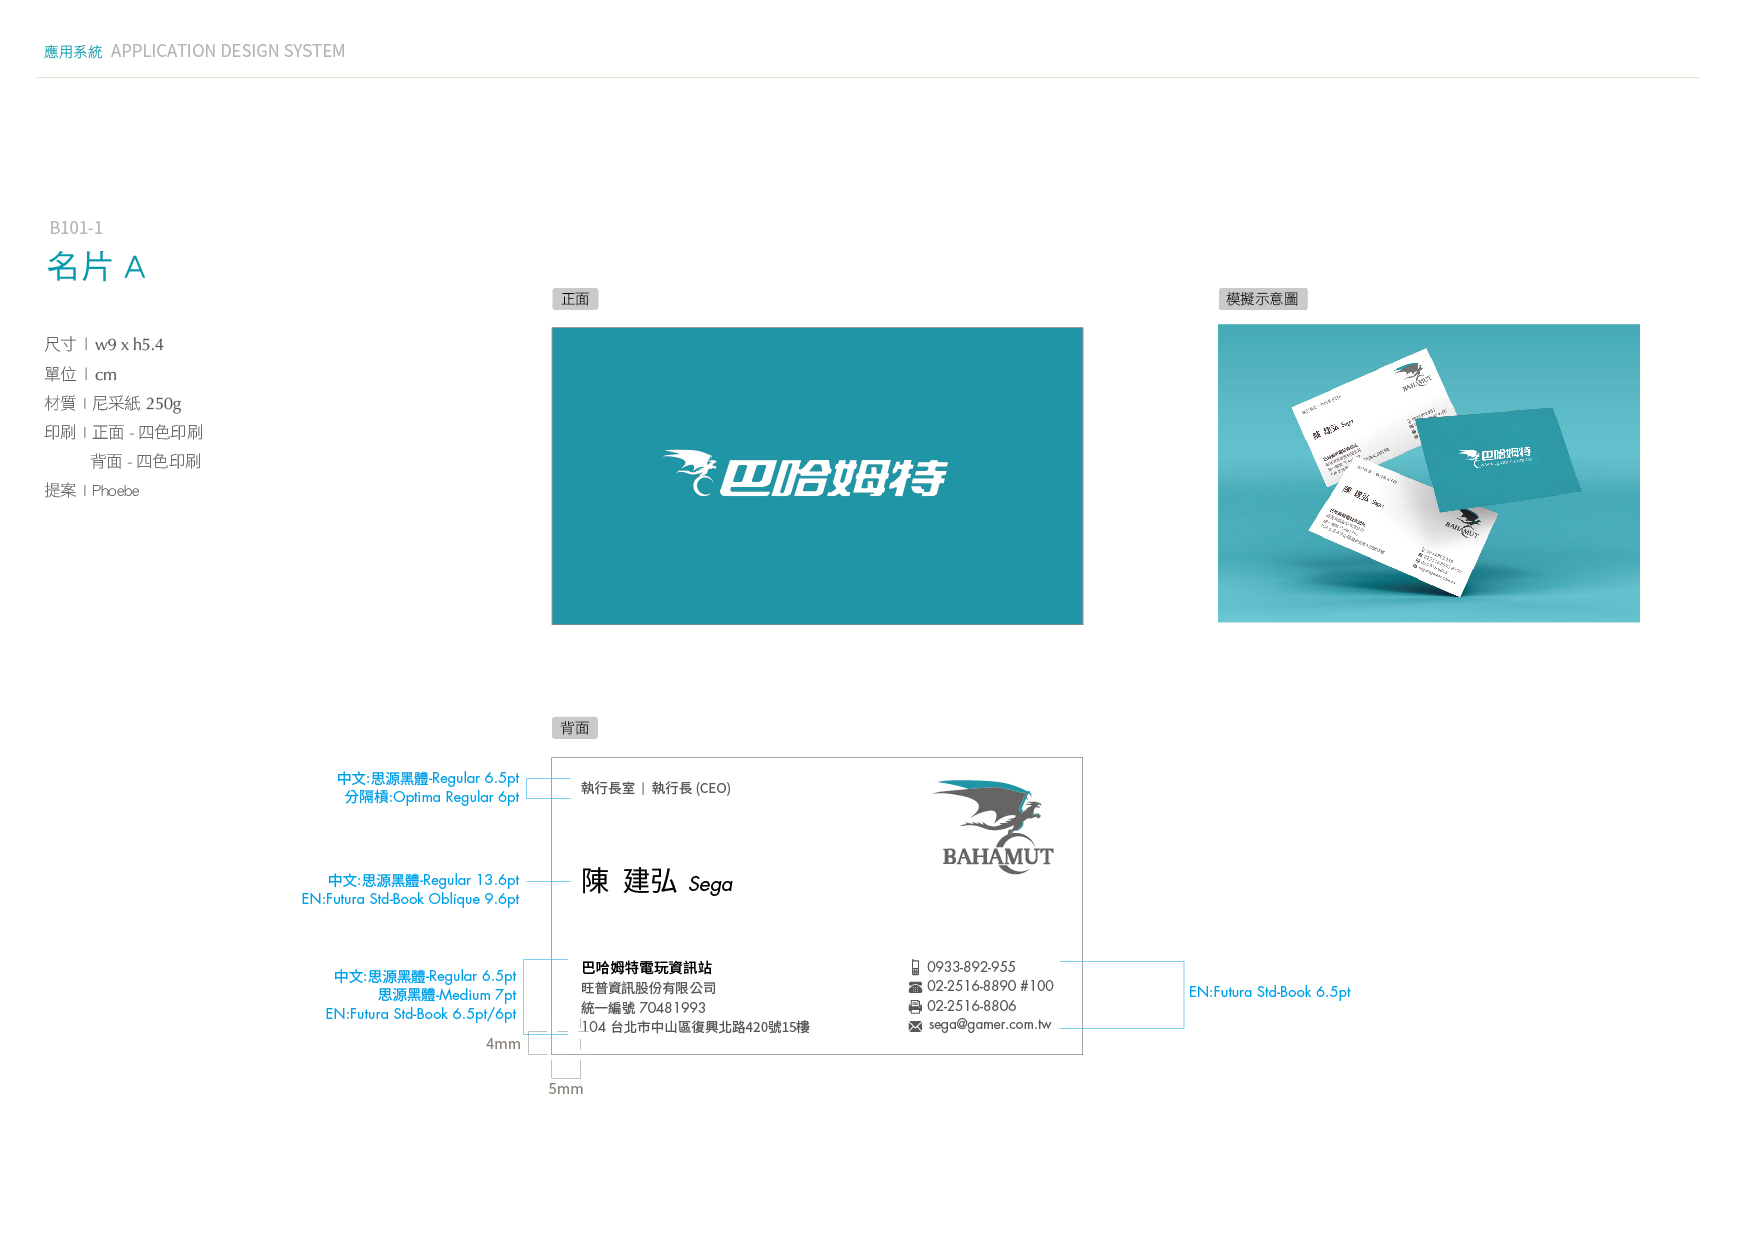 應用系統 APPLICATION DESIGN SYSTEM
B101-1
名片 A
尺寸 | w9 x h5.4
單位 | cm
材質 | 尼采紙 250g
印刷 | 正面 - 四色印刷
背面 - 四色印刷
提案 | Phoebe
正面
巴哈姆特
模擬示意圖
巴哈姆特
陳 建弘 Sega
BAHAMUT
背面
中文:思源黑體-Regular 6.5pt
分隔槓:Optima Regular 6pt
執行長室 | 執行長 (CEO)
BAHAMUT
中文:思源黑體-Regular 13.6pt
EN:Futura Std-Book Oblique 9.6pt
陳 建弘 Sega
中文:思源黑體-Regular 6.5pt
思源黑體-Medium 7pt
EN:Futura Std-Book 6.5pt/6pt
巴哈姆特電玩資訊站
旺普資訊股份有限公司
統一編號 70481993
104 台北市中山區復興北路420號15樓
0933-892-955
02-2516-8890 #100
02-2516-8806
sega@gamer.com.tw
EN:Futura Std-Book 6.5pt
4mm
5mm